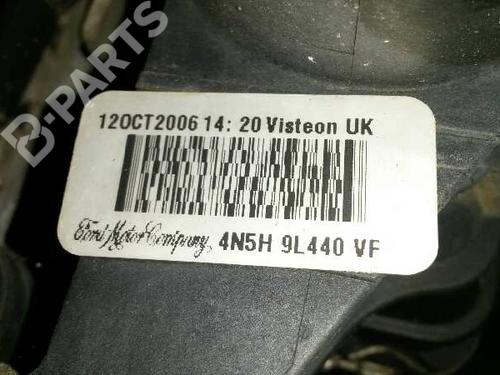 B-PARTS
12OCT2006 14: 20 Visteon UK
Ford Motor Company 4N5H 9L440 VF